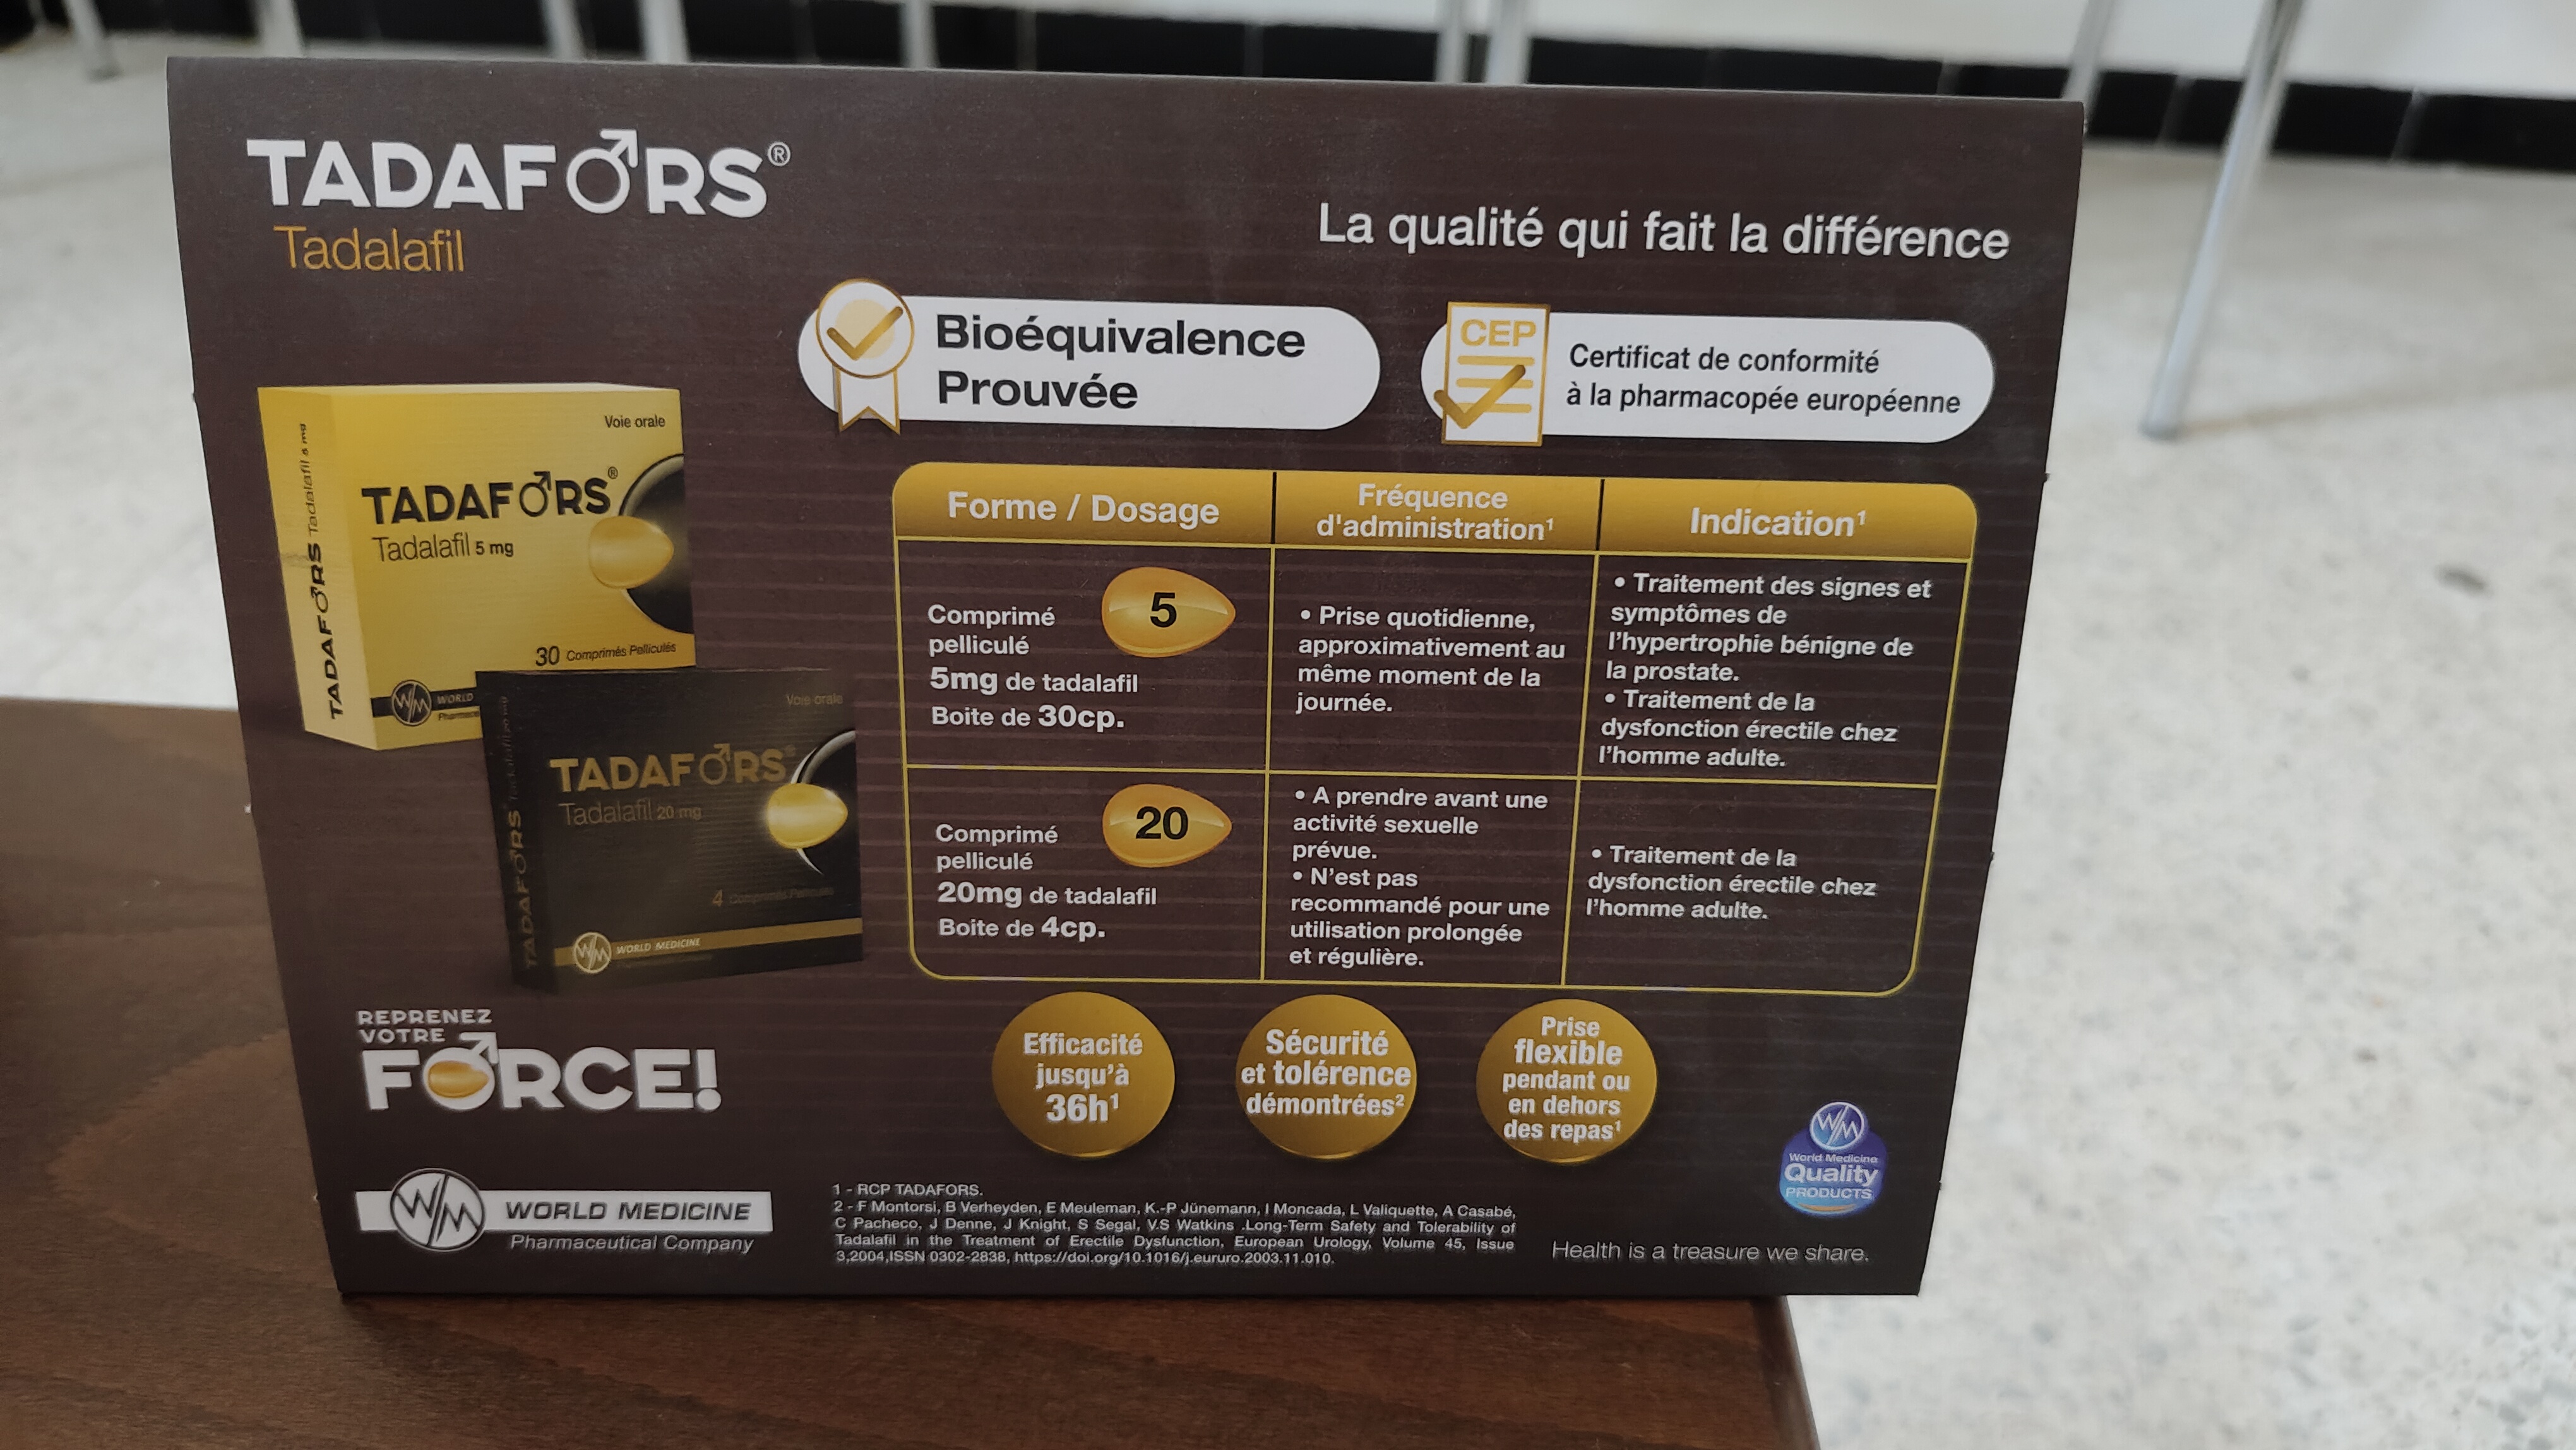 TADAFORS®
Tadalafil
La qualité qui fait la différence
Bioéquivalence
Prouvée
CEP
Certificat de conformité
à la pharmacopée européenne
Voie orale
TADAFORS®
Tadalafil 5 mg
30 Comprimés Pelliculés
TADAFORS Tadalafil 5 mg
WM WORLD
Voie orale
TADAFORS®
Tadalafil 20 mg
4 Comprimés Pelliculés
TADAFORS
WM WORLD MEDICINE
Forme / Dosage
Fréquence
d'administration¹
Indication¹
Comprimé
pelliculé
5
5mg de tadalafil
Boite de 30cp.
• Prise quotidienne,
approximativement au
même moment de la
journée.
• Traitement des signes et
symptômes de
l'hypertrophie bénigne de
la prostate.
• Traitement de la
dysfonction érectile chez
l'homme adulte.
Comprimé
pelliculé
20
20mg de tadalafil
Boite de 4cp.
• A prendre avant une
activité sexuelle
prévue.
• N'est pas
recommandé pour une
utilisation prolongée
et régulière.
• Traitement de la
dysfonction érectile chez
l'homme adulte.
REPRENEZ
VOTRE
FORCE!
Efficacité
jusqu'à
36h¹
Sécurité
et tolérence
démontrées²
Prise
flexible
pendant ou
en dehors
des repas¹
WM
World Medicine
Quality
PRODUCTS
WM WORLD MEDICINE
Pharmaceutical Company
1 - RCP TADAFORS.
2 - F Montorsi, B Verheyden, E Meuleman, K.-P Jünemann, I Moncada, L Valiquette, A Casabé,
C Pacheco, J Denne, J Knight, S Segal, V.S Watkins .Long-Term Safety and Tolerability of
Tadalafil in the Treatment of Erectile Dysfunction, European Urology, Volume 45, Issue
3,2004,ISSN 0302-2838, https://doi.org/10.1016/j.eururo.2003.11.010.
Health is a treasure we share.